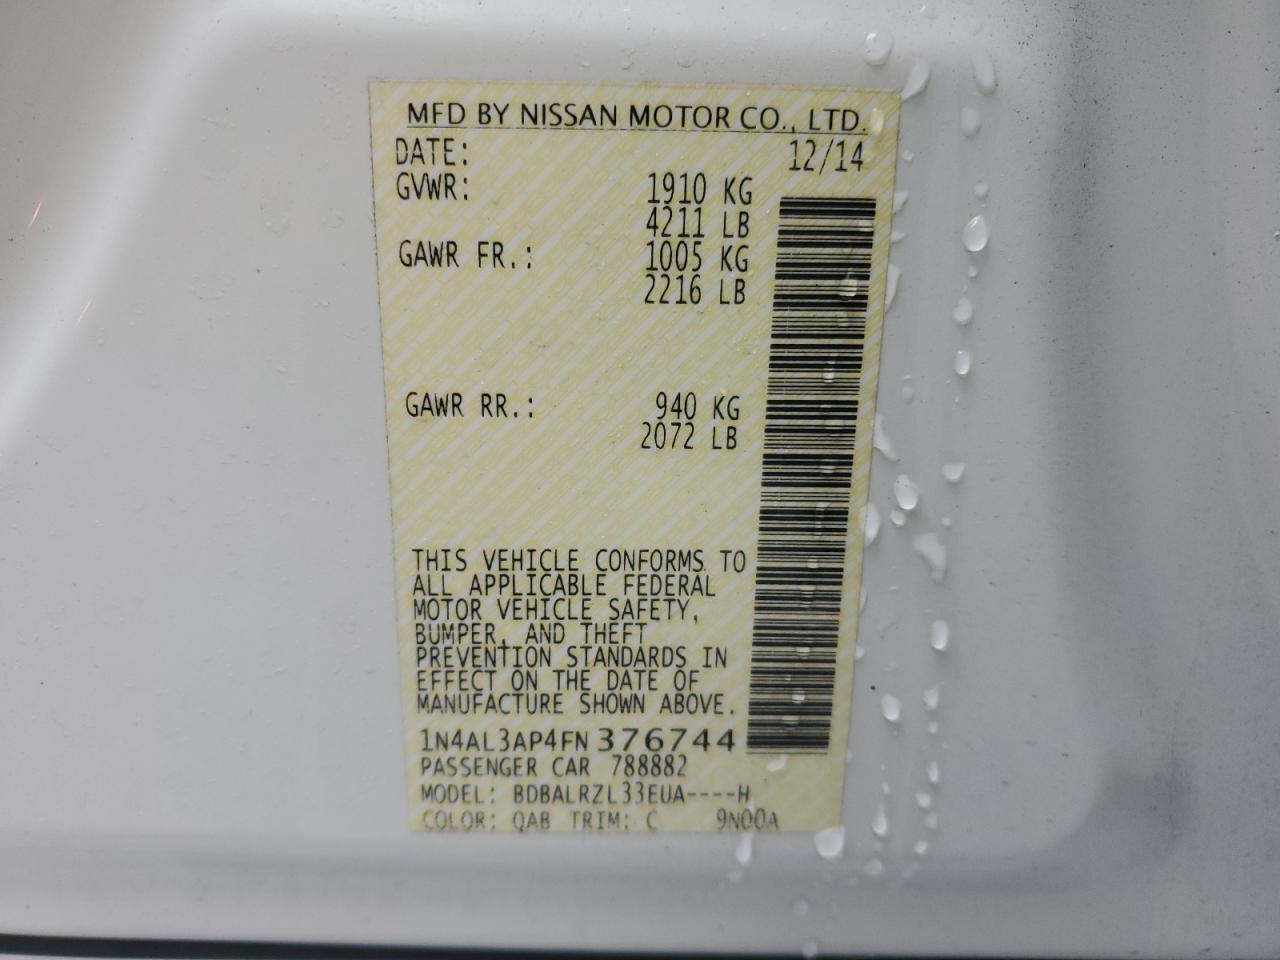 MFD BY NISSAN MOTOR CO., LTD.
DATE: 12/14
GVWR: 1910 KG
4211 LB
GAWR FR.: 1005 KG
2216 LB
GAWR RR.: 940 KG
2072 LB
THIS VEHICLE CONFORMS TO
ALL APPLICABLE FEDERAL
MOTOR VEHICLE SAFETY,
BUMPER, AND THEFT
PREVENTION STANDARDS IN
EFFECT ON THE DATE OF
MANUFACTURE SHOWN ABOVE.
1N4AL3AP4FN 376744
PASSENGER CAR 788882
MODEL: BDBALRZL33EUA----H
COLOR: QAB TRIM: C 9N00A